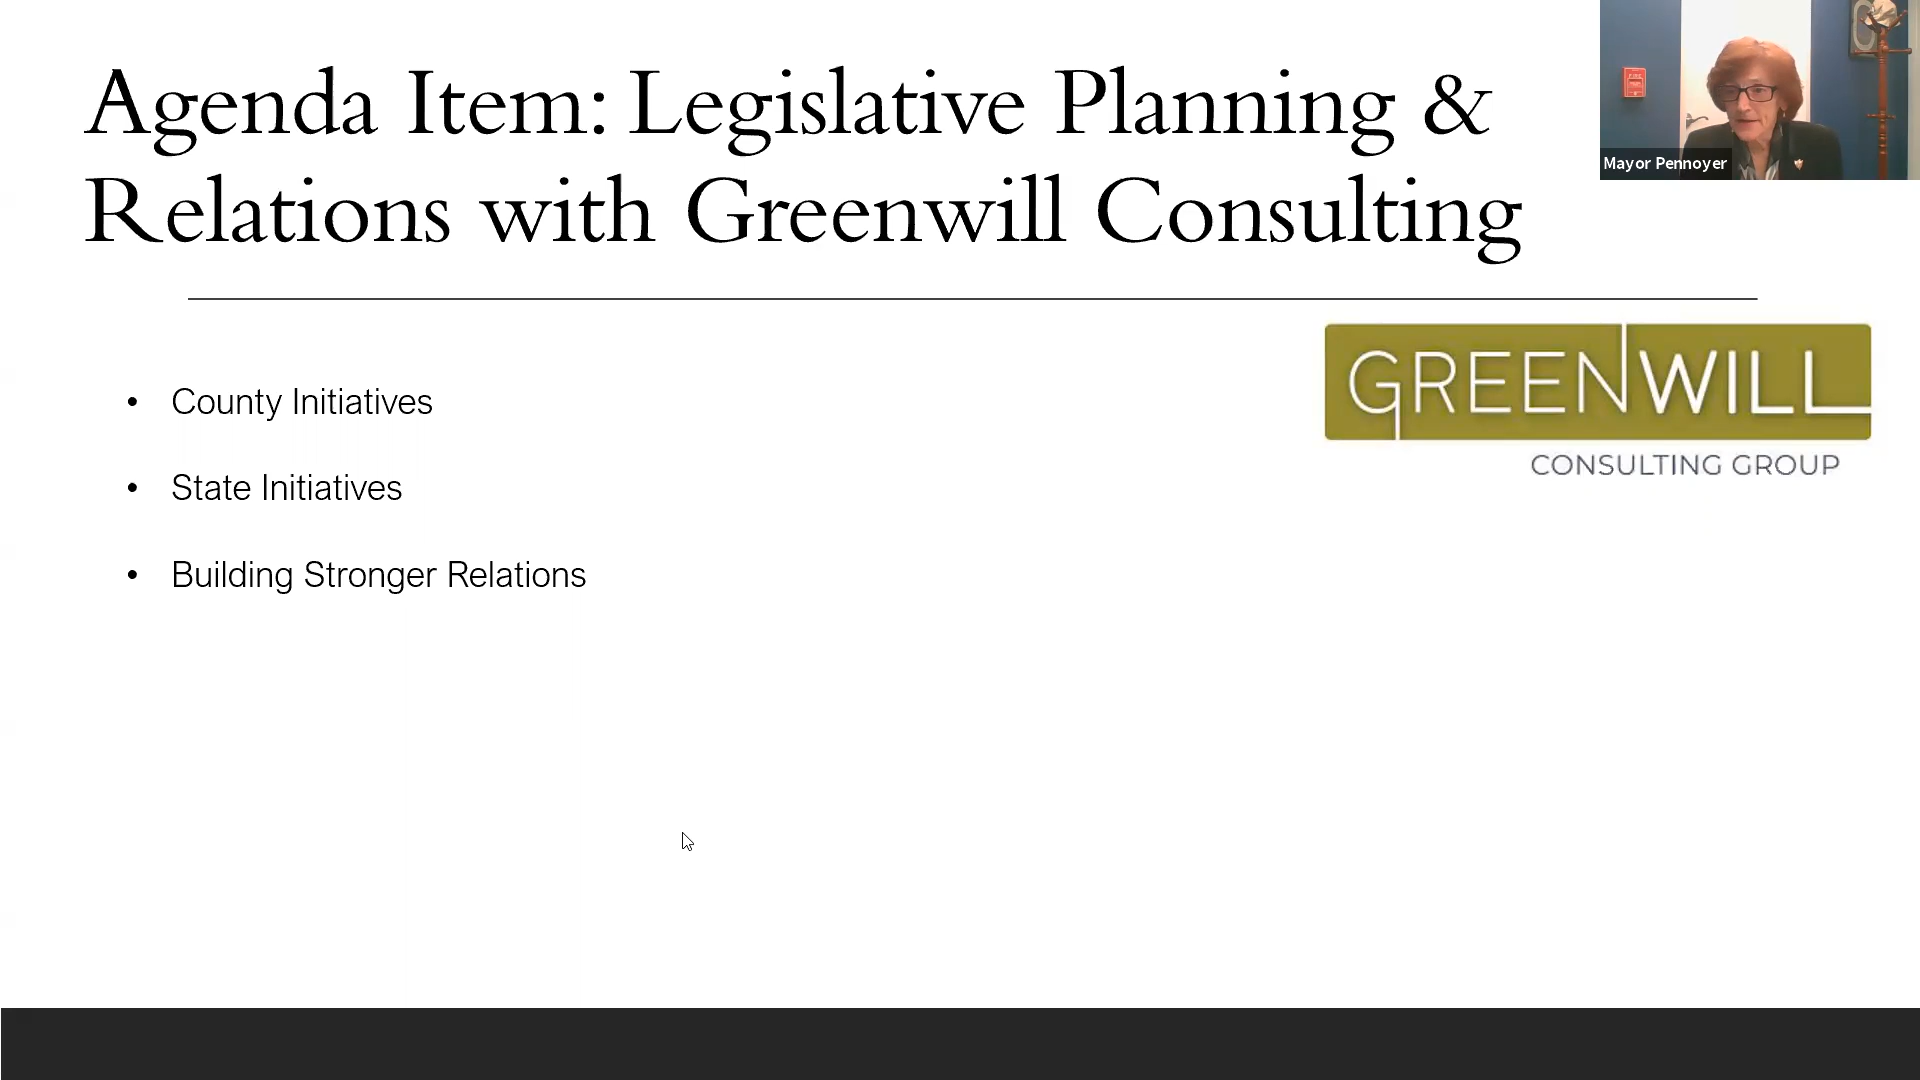 Agenda Item: Legislative Planning &
Relations with Greenwill Consulting
Mayor Pennoyer
GREENWILL
CONSULTING GROUP
• County Initiatives
• State Initiatives
• Building Stronger Relations